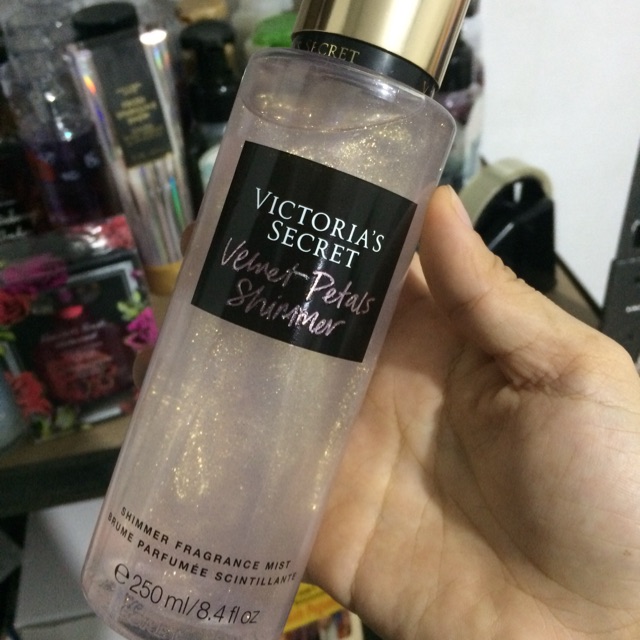 SECRET
VICTORIA'S
SECRET
Velvet Petals
Shimmer
SHIMMER FRAGRANCE MIST
BRUME PARFUMÉE SCINTILLANTE
e 250 ml/8.4 fl oz